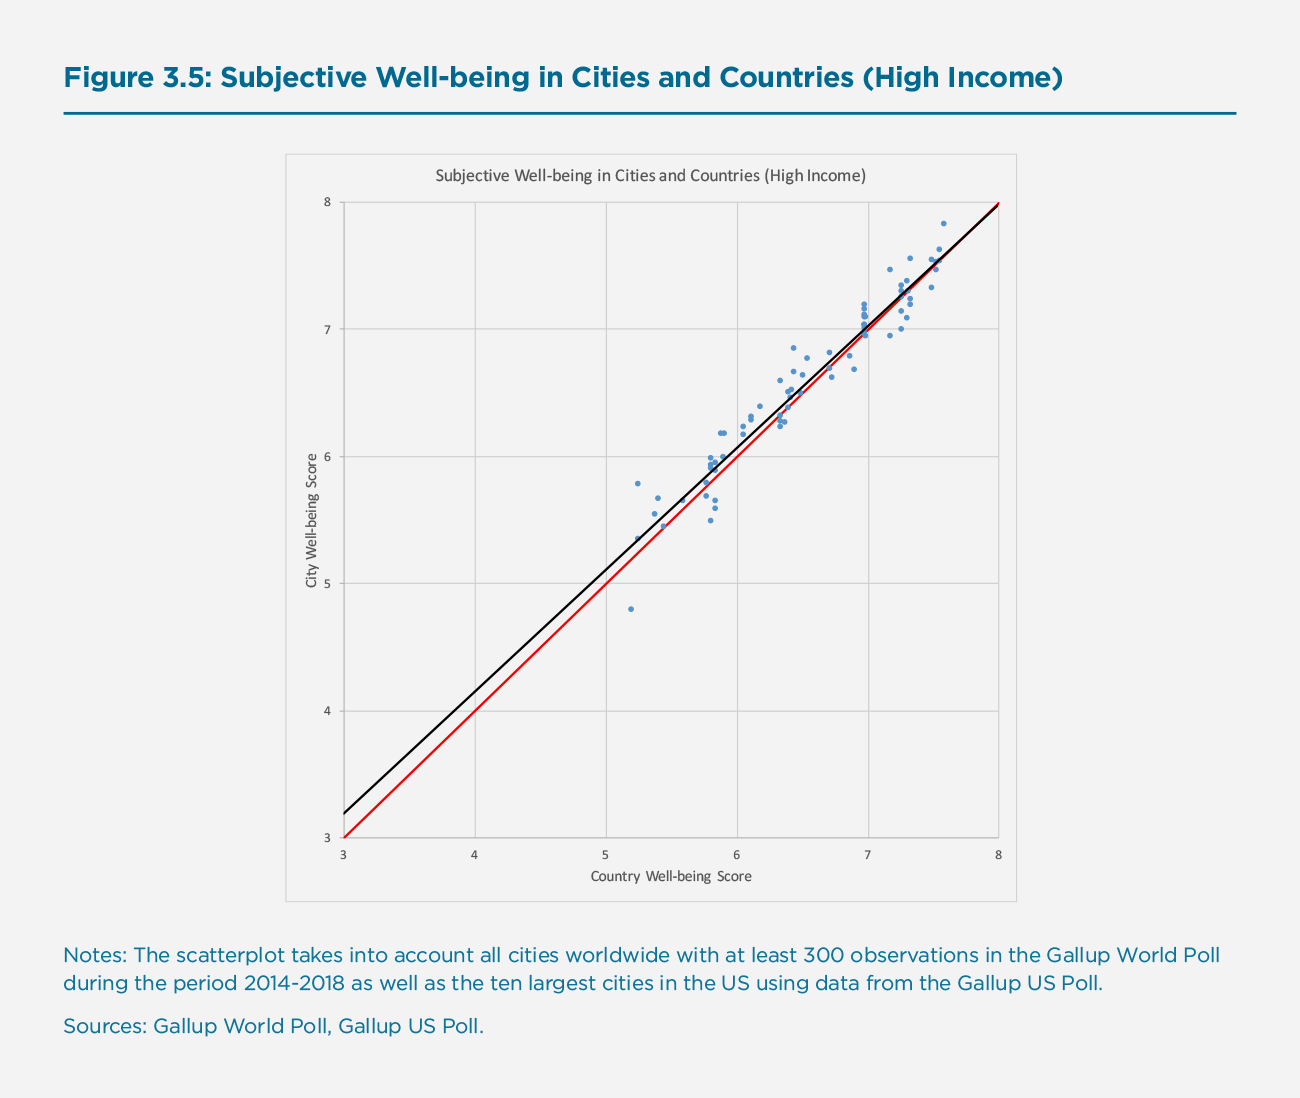 Figure 3.5: Subjective Well-being in Cities and Countries (High Income)
Subjective Well-being in Cities and Countries (High Income)
8
7
6
5
4
3
City Well-being Score
3 4 5 6 7 8
Country Well-being Score
Notes: The scatterplot takes into account all cities worldwide with at least 300 observations in the Gallup World Poll
during the period 2014-2018 as well as the ten largest cities in the US using data from the Gallup US Poll.
Sources: Gallup World Poll, Gallup US Poll.